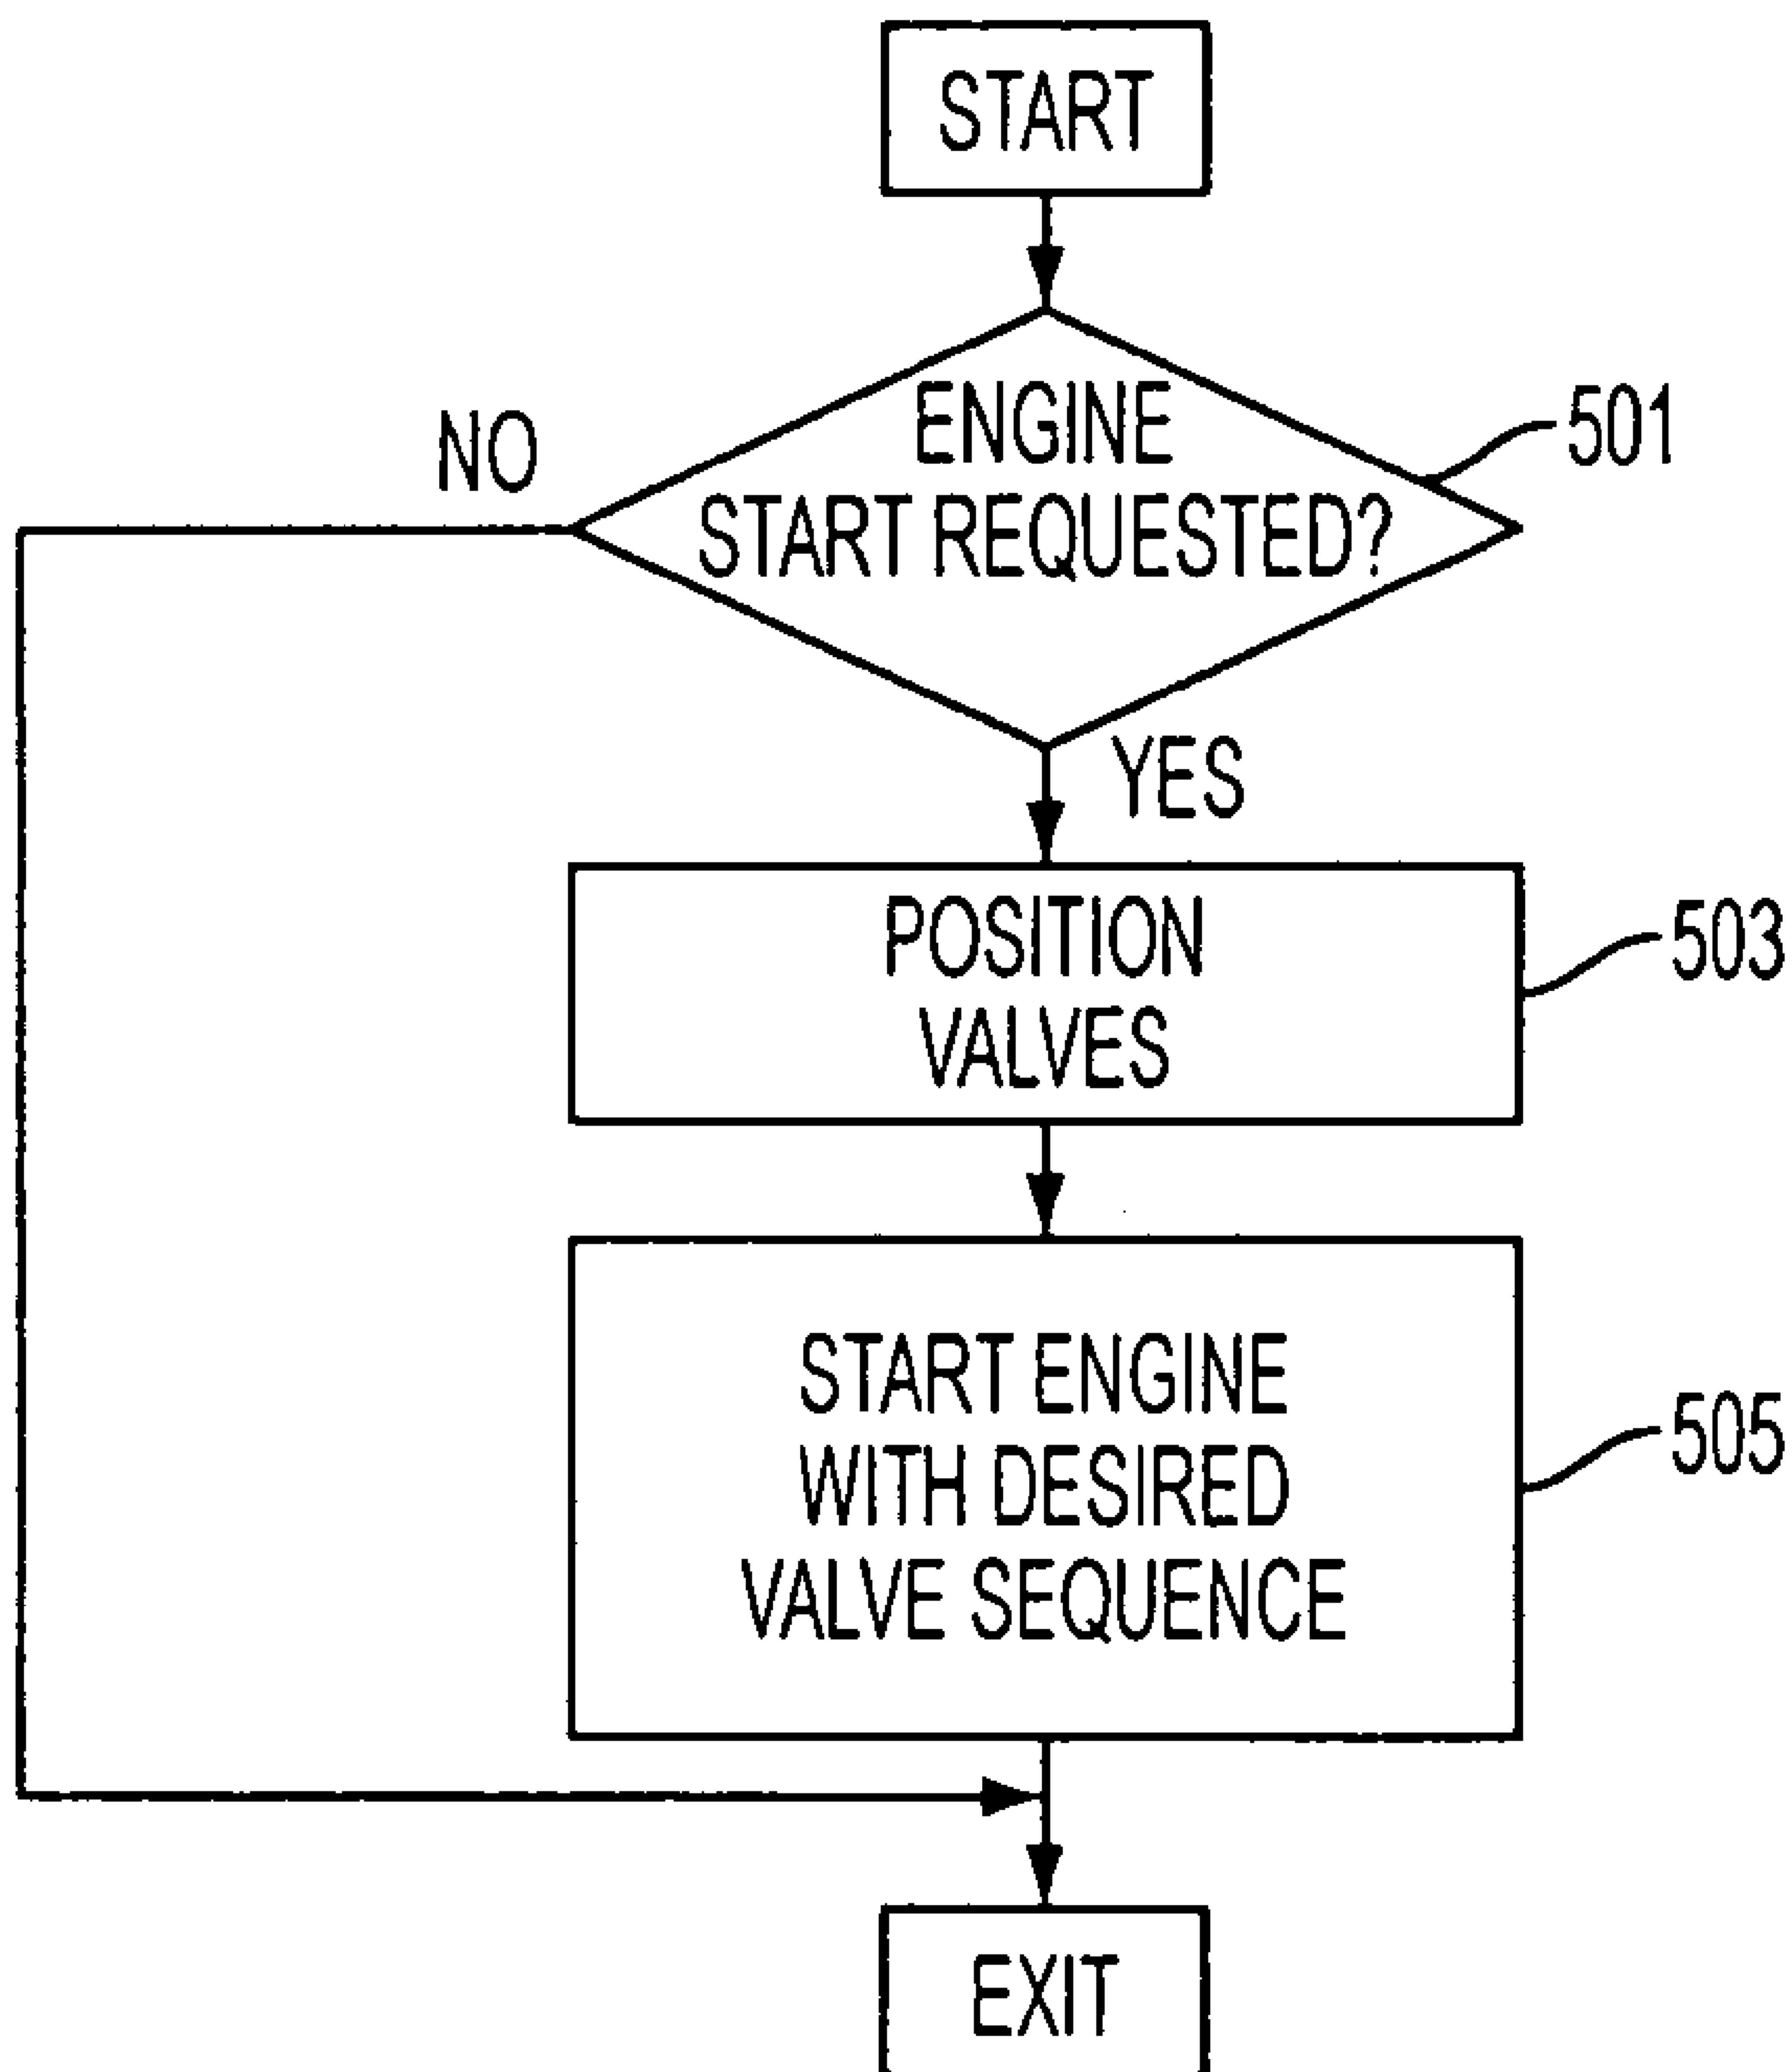 START
ENGINE
START REQUESTED?
501
NO
YES
POSITION
VALVES
503
START ENGINE
WITH DESIRED
VALVE SEQUENCE
505
EXIT